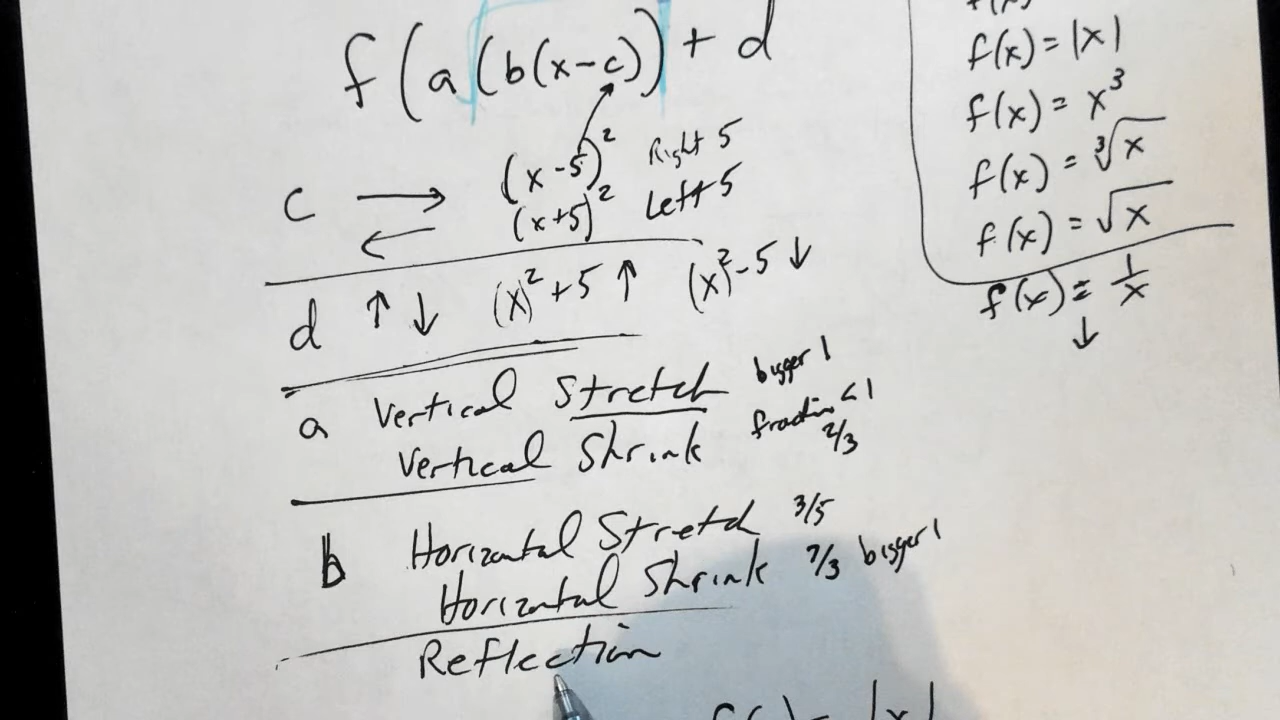 f(a(b(x-c))+d
(x-5)² Right 5
c → (x+5)² Left 5
←
d ↑ ↓ (x)²+5 ↑ (x)²-5 ↓
a Vertical Stretch bigger 1
Vertical Shrink fraction < 1
2/3
b Horizontal Stretch 3/5
Horizontal Shrink 7/3 bigger 1
Reflection
f(x) = |x|
f(x) = x³
f(x) = ∛x
f(x) = √x
f(x) = 1/x
↓